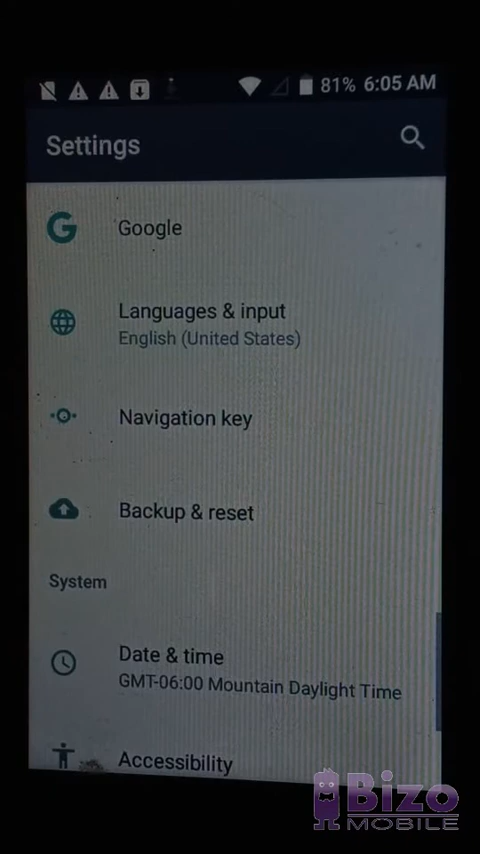 81% 6:05 AM
Settings
Google
Languages & input
English (United States)
Navigation key
Backup & reset
System
Date & time
GMT-06:00 Mountain Daylight Time
Accessibility
Bizo
MOBILE